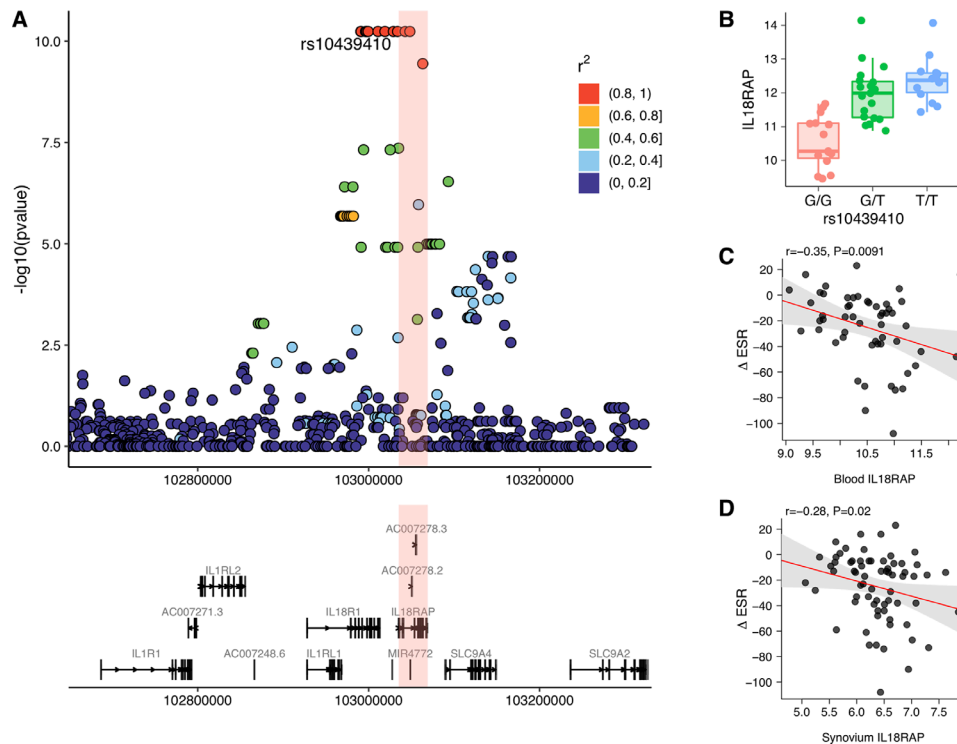 A
10.0
7.5
5.0
2.5
0.0
-log10(pvalue)
rs10439410
r²
(0.8, 1)
(0.6, 0.8]
(0.4, 0.6]
(0.2, 0.4]
(0, 0.2]
102800000
103000000
103200000
AC007278.3
IL1RL2
AC007278.2
AC007271.3
IL18R1
IL18RAP
IL1R1
AC007248.6
IL1RL1
MIR4772
SLC9A4
SLC9A2
102800000
103000000
103200000
B
14
13
12
11
10
IL18RAP
G/G
G/T
T/T
rs10439410
C
r=−0.35, P=0.0091
20
0
−20
−40
−60
−80
−100
Δ ESR
9.0
9.5
10.5
11.5
Blood IL18RAP
D
r=−0.28, P=0.02
20
0
−20
−40
−60
−80
−100
Δ ESR
5.0
5.5
6.0
6.5
7.0
7.5
Synovium IL18RAP